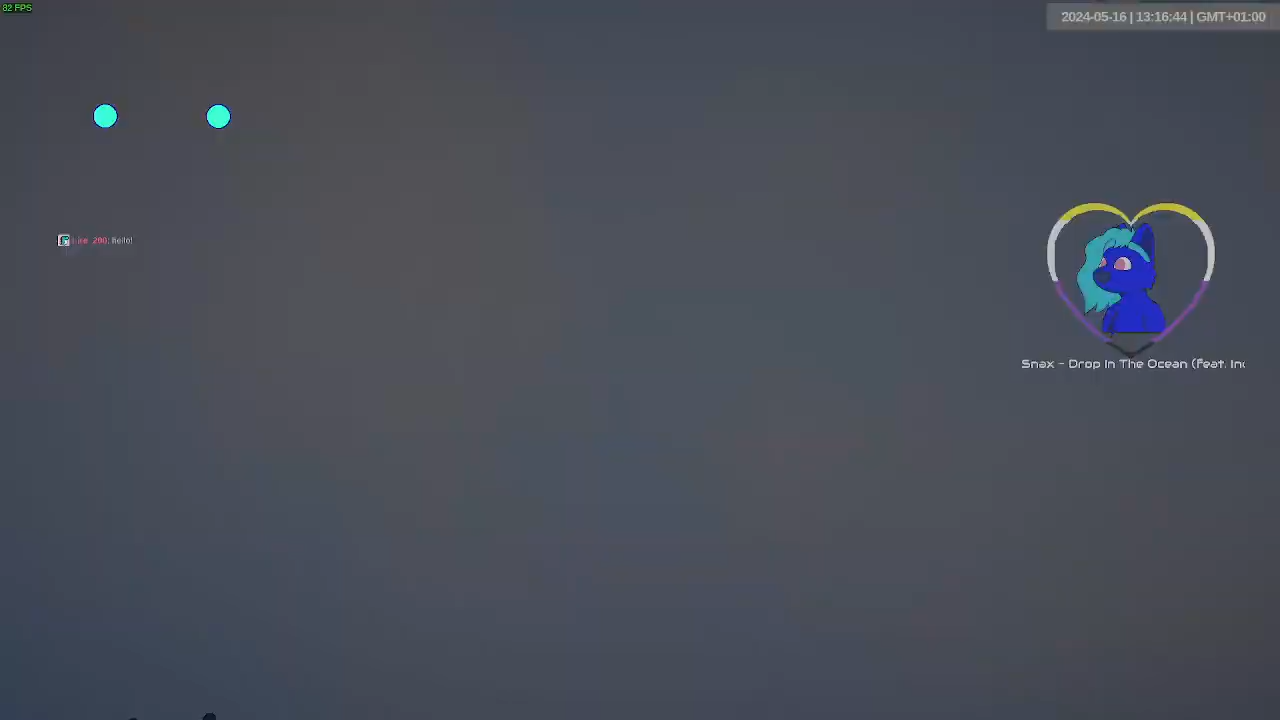 82 FPS
2024-05-16 | 13:16:44 | GMT+01:00
200: hello!
Snax - Drop In The Ocean (feat. In